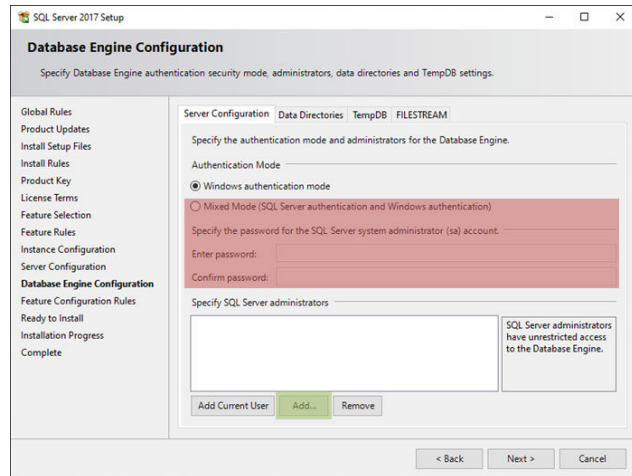 SQL Server 2017 Setup
Database Engine Configuration
Specify Database Engine authentication security mode, administrators, data directories and TempDB settings.
Global Rules
Product Updates
Install Setup Files
Install Rules
Product Key
License Terms
Feature Selection
Feature Rules
Instance Configuration
Server Configuration
Database Engine Configuration
Feature Configuration Rules
Ready to Install
Installation Progress
Complete
Server Configuration Data Directories TempDB FILESTREAM
Specify the authentication mode and administrators for the Database Engine.
Authentication Mode
Windows authentication mode
Mixed Mode (SQL Server authentication and Windows authentication)
Specify the password for the SQL Server system administrator (sa) account.
Enter password:
Confirm password:
Specify SQL Server administrators
SQL Server administrators
have unrestricted access
to the Database Engine.
Add Current User Add... Remove
< Back Next > Cancel